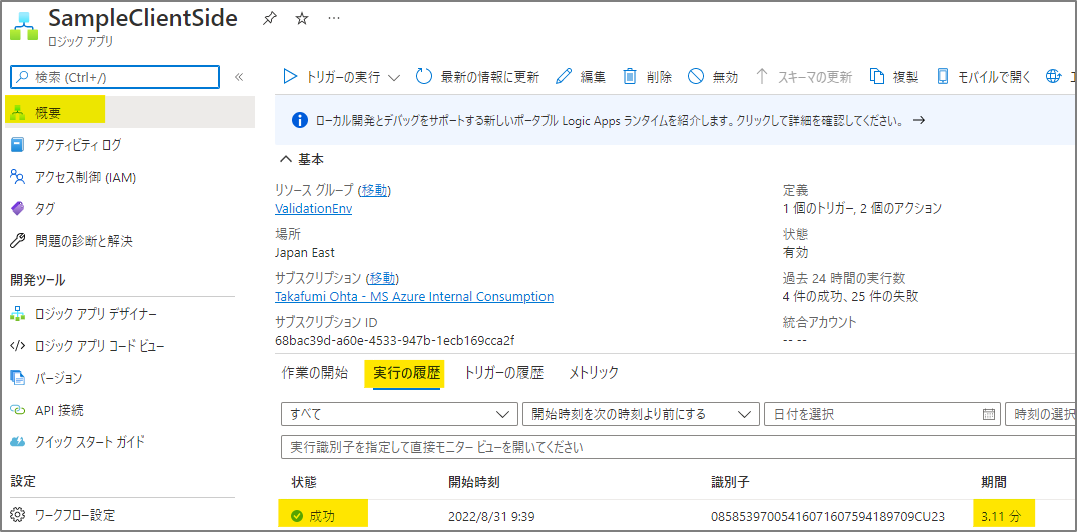 SampleClientSide
ロジック アプリ
検索 (Ctrl+/)
概要
アクティビティ ログ
アクセス制御 (IAM)
タグ
問題の診断と解決
開発ツール
ロジック アプリ デザイナー
ロジック アプリ コード ビュー
バージョン
API 接続
クイック スタート ガイド
設定
ワークフロー設定
トリガーの実行
最新の情報に更新
編集
削除
無効
スキーマの更新
複製
モバイルで開く
ローカル開発とデバッグをサポートする新しいポータブル Logic Apps ランタイムを紹介します。クリックして詳細を確認してください。 →
基本
リソース グループ (移動)
ValidationEnv
場所
Japan East
サブスクリプション (移動)
Takafumi Ohta - MS Azure Internal Consumption
サブスクリプション ID
68bac39d-a60e-4533-947b-1ecb169cca2f
定義
1 個のトリガー, 2 個のアクション
状態
有効
過去 24 時間の実行数
4 件の成功、25 件の失敗
統合アカウント
-- --
作業の開始 実行の履歴 トリガーの履歴 メトリック
すべて 開始時刻を次の時刻より前にする 日付を選択 時刻の選択
実行識別子を指定して直接モニター ビューを開いてください
状態 開始時刻 識別子 期間
成功 2022/8/31 9:39 08585397005416071607594189709CU23 3.11 分